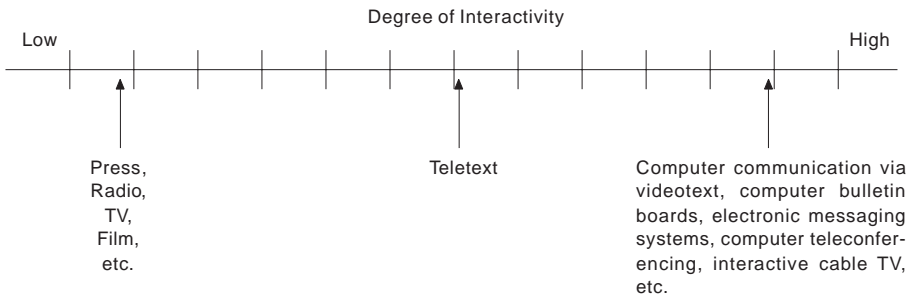 Degree of Interactivity
Low
High
Press,
Radio,
TV,
Film,
etc.
Teletext
Computer communication via
videotext, computer bulletin
boards, electronic messaging
systems, computer teleconfer-
encing, interactive cable TV,
etc.